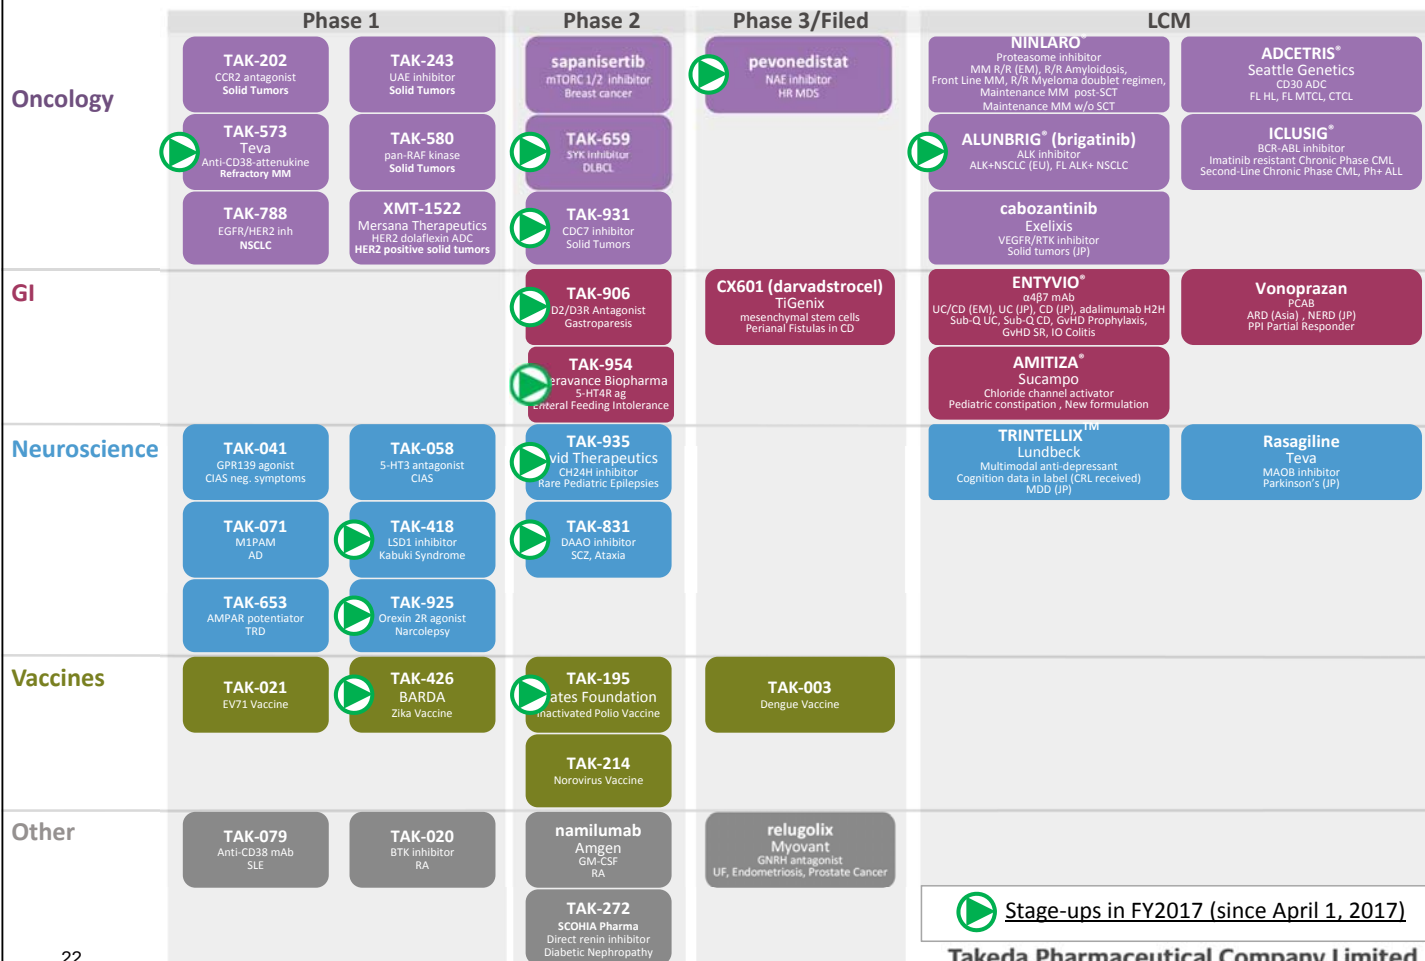 Phase 1
Phase 2
Phase 3/Filed
LCM
Oncology
TAK-202
CCR2 antagonist
Solid Tumors
TAK-243
UAE inhibitor
Solid Tumors
sapanisertib
mTORC 1/2 inhibitor
Breast cancer
pevonedistat
NAE inhibitor
HR MDS
NINLARO®
Proteasome inhibitor
MM R/R (EM), R/R Amyloidosis,
Front Line MM, R/R Myeloma doublet regimen,
Maintenance MM post-SCT
Maintenance MM w/o SCT
ADCETRIS®
Seattle Genetics
CD30 ADC
FL HL, FL MTCL, CTCL
TAK-573
Teva
Anti-CD38-attenukine
Refractory MM
TAK-580
pan-RAF kinase
Solid Tumors
TAK-659
SYK inhibitor
DLBCL
ALUNBRIG® (brigatinib)
ALK inhibitor
ALK+NSCLC (EU), FL ALK+ NSCLC
ICLUSIG®
BCR-ABL inhibitor
Imatinib resistant Chronic Phase CML
Second-Line Chronic Phase CML, Ph+ ALL
TAK-788
EGFR/HER2 inh
NSCLC
XMT-1522
Mersana Therapeutics
HER2 dolaflexin ADC
HER2 positive solid tumors
TAK-931
CDC7 inhibitor
Solid Tumors
cabozantinib
Exelixis
VEGFR/RTK inhibitor
Solid tumors (JP)
GI
TAK-906
D2/D3R Antagonist
Gastroparesis
CX601 (darvadstrocel)
TiGenix
mesenchymal stem cells
Perianal Fistulas in CD
ENTYVIO®
α4β7 mAb
UC/CD (EM), UC (JP), CD (JP), adalimumab H2H
Sub-Q UC, Sub-Q CD, GvHD Prophylaxis,
GvHD SR, IO Colitis
Vonoprazan
PCAB
ARD (Asia) , NERD (JP)
PPI Partial Responder
TAK-954
eravance Biopharma
5-HT4R ag
Enteral Feeding Intolerance
AMITIZA®
Sucampo
Chloride channel activator
Pediatric constipation , New formulation
Neuroscience
TAK-041
GPR139 agonist
CIAS neg. symptoms
TAK-058
5-HT3 antagonist
CIAS
TAK-935
vid Therapeutics
CH24H inhibitor
Rare Pediatric Epilepsies
TRINTELLIX™
Lundbeck
Multimodal anti-depressant
Cognition data in label (CRL received)
MDD (JP)
Rasagiline
Teva
MAOB inhibitor
Parkinson's (JP)
TAK-071
M1PAM
AD
TAK-418
LSD1 inhibitor
Kabuki Syndrome
TAK-831
DAAO inhibitor
SCZ, Ataxia
TAK-653
AMPAR potentiator
TRD
TAK-925
Orexin 2R agonist
Narcolepsy
Vaccines
TAK-021
EV71 Vaccine
TAK-426
BARDA
Zika Vaccine
TAK-195
ates Foundation
Inactivated Polio Vaccine
TAK-003
Dengue Vaccine
TAK-214
Norovirus Vaccine
Other
TAK-079
Anti-CD38 mAb
SLE
TAK-020
BTK inhibitor
RA
namilumab
Amgen
GM-CSF
RA
relugolix
Myovant
GNRH antagonist
UF, Endometriosis, Prostate Cancer
TAK-272
SCOHIA Pharma
Direct renin inhibitor
Diabetic Nephropathy
Stage-ups in FY2017 (since April 1, 2017)
22
Takeda Pharmaceutical Company Limited